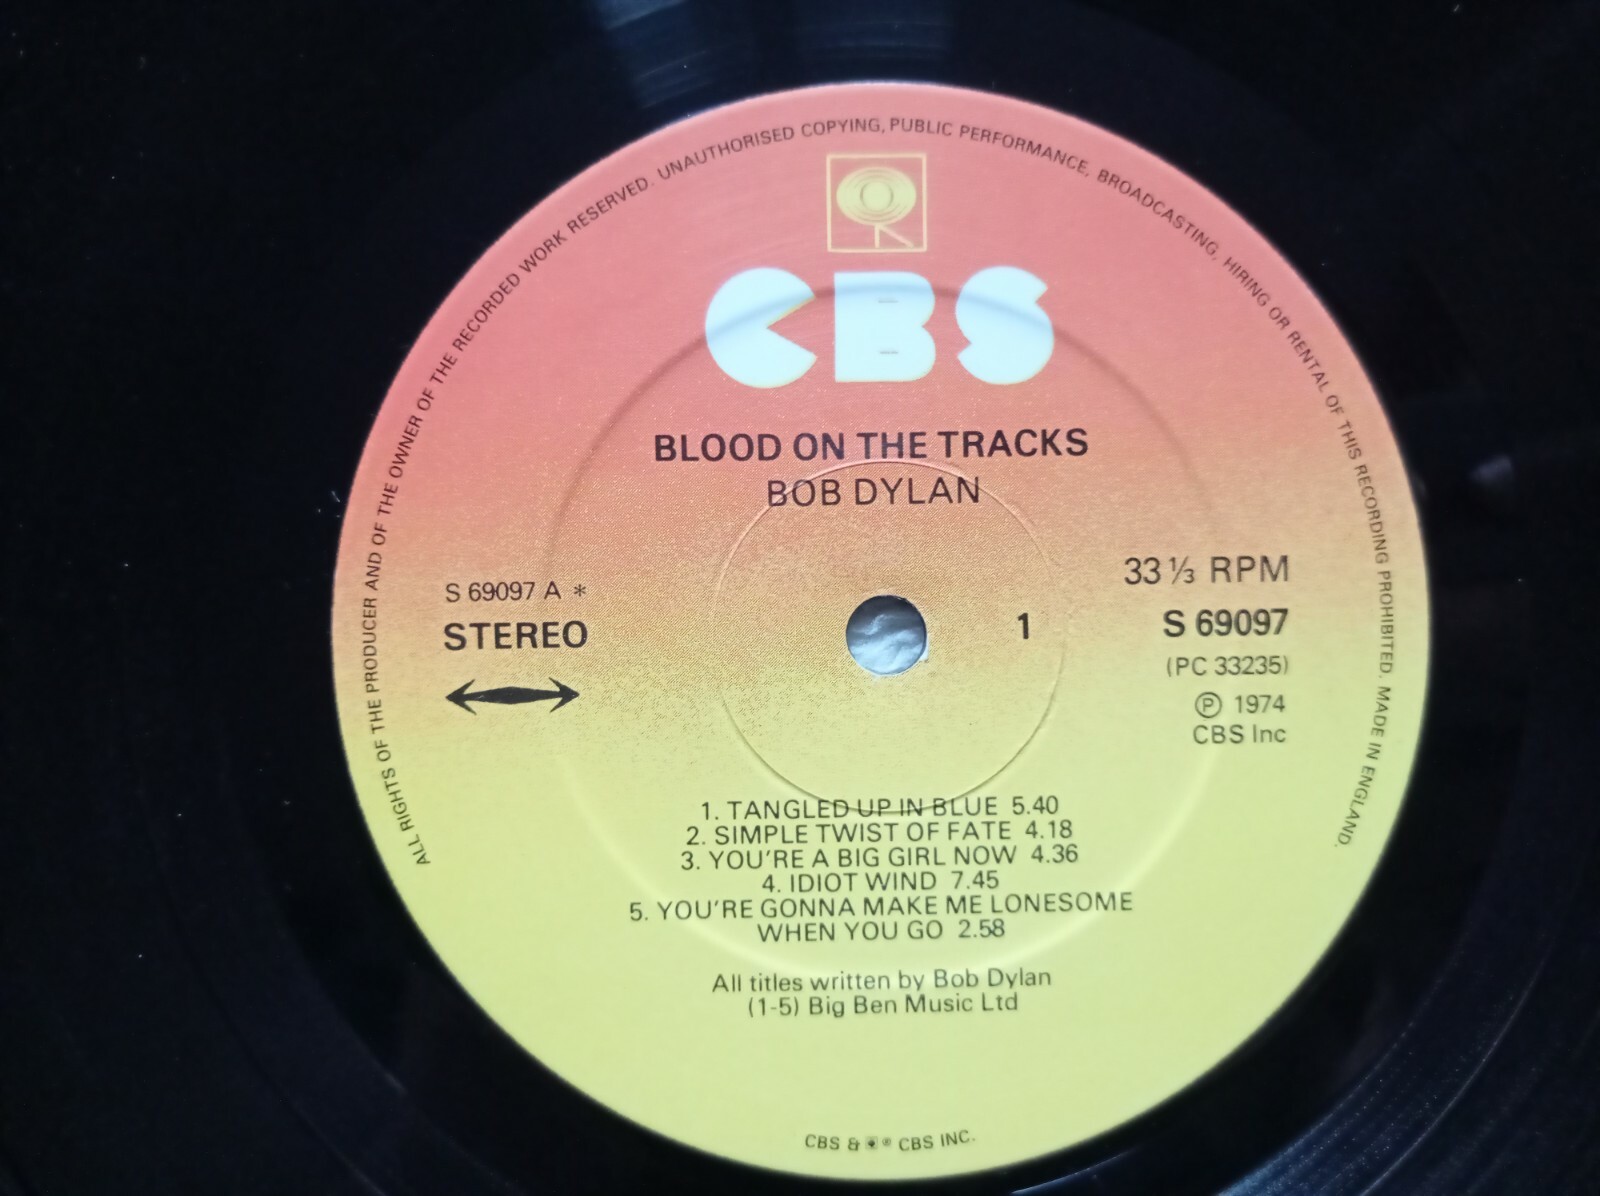 ALL RIGHTS OF THE PRODUCER AND OF THE OWNER OF THE RECORDED WORK RESERVED. UNAUTHORISED COPYING, PUBLIC PERFORMANCE, BROADCASTING, HIRING OR RENTAL OF THIS RECORDING PROHIBITED. MADE IN ENGLAND.
CBS
BLOOD ON THE TRACKS
BOB DYLAN
S 69097 A *
STEREO
33⅓ RPM
1
S 69097
(PC 33235)
Ⓟ 1974
CBS Inc
1. TANGLED UP IN BLUE 5.40
2. SIMPLE TWIST OF FATE 4.18
3. YOU'RE A BIG GIRL NOW 4.36
4. IDIOT WIND 7.45
5. YOU'RE GONNA MAKE ME LONESOME
WHEN YOU GO 2.58
All titles written by Bob Dylan
(1-5) Big Ben Music Ltd
CBS & ® CBS INC.